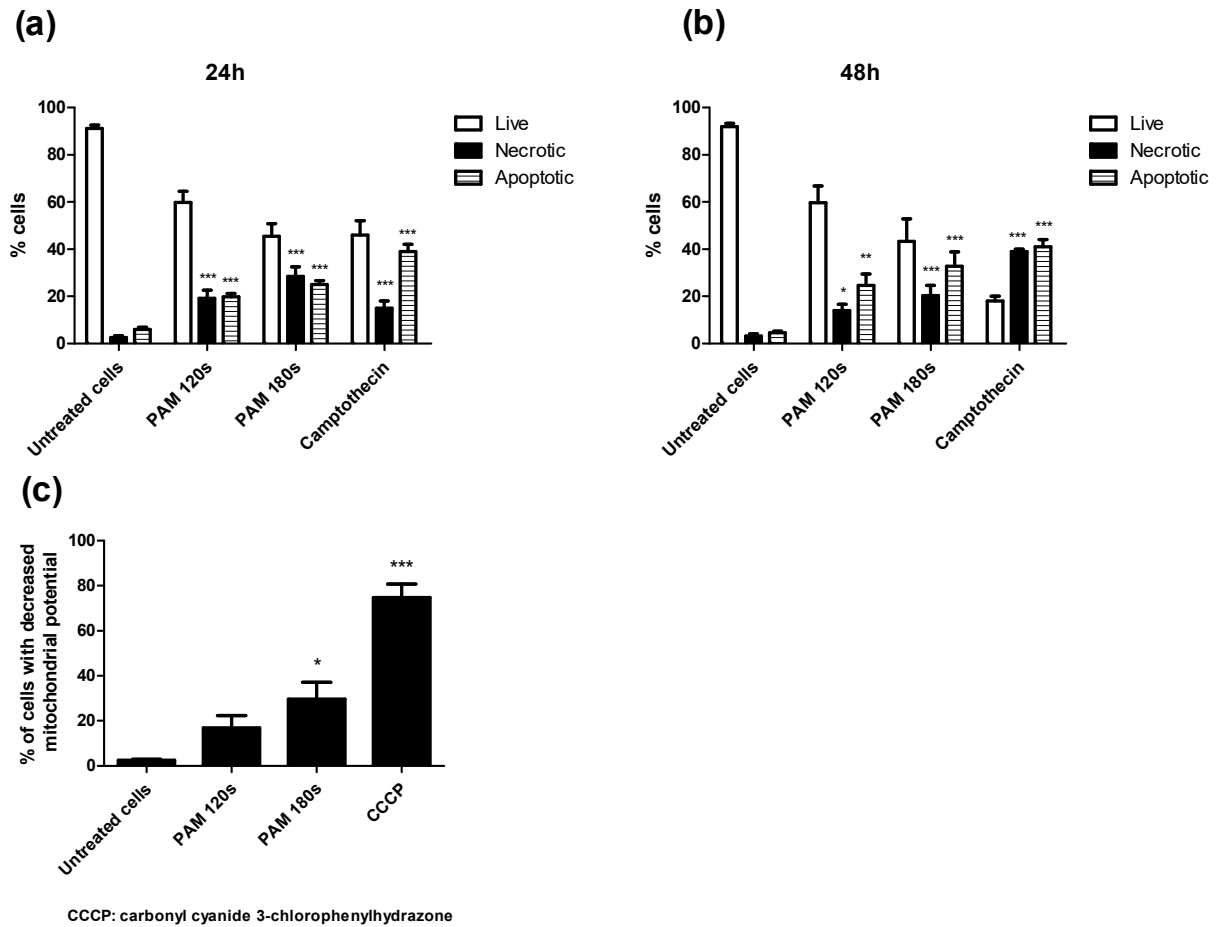 (a)
24h
% cells
100
80
60
40
20
0
***
***
***
***
***
***
Untreated cells
PAM 120s
PAM 180s
Camptothecin
Live
Necrotic
Apoptotic
(b)
48h
% cells
100
80
60
40
20
0
*
**
***
***
***
***
Untreated cells
PAM 120s
PAM 180s
Camptothecin
Live
Necrotic
Apoptotic
(c)
% of cells with decreased
mitochondrial potential
100
80
60
40
20
0
*
***
Untreated cells
PAM 120s
PAM 180s
CCCP
CCCP: carbonyl cyanide 3-chlorophenylhydrazone